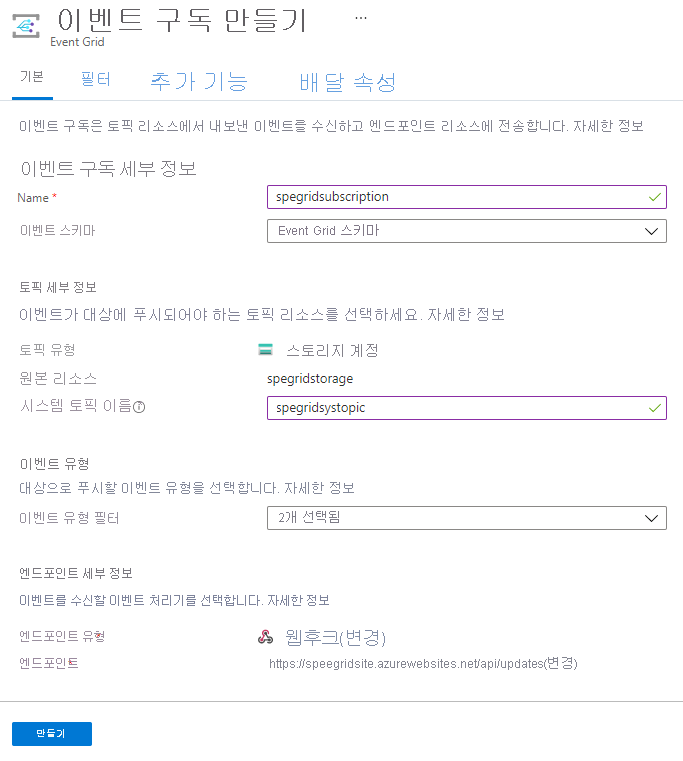 이벤트 구독 만들기 ...
Event Grid
기본 필터 추가 기능 배달 속성
이벤트 구독은 토픽 리소스에서 내보낸 이벤트를 수신하고 엔드포인트 리소스에 전송합니다. 자세한 정보
이벤트 구독 세부 정보
Name * spegridsubscription
이벤트 스키마 Event Grid 스키마
토픽 세부 정보
이벤트가 대상에 푸시되어야 하는 토픽 리소스를 선택하세요. 자세한 정보
토픽 유형 스토리지 계정
원본 리소스 spegridstorage
시스템 토픽 이름 spegridsystopic
이벤트 유형
대상으로 푸시할 이벤트 유형을 선택합니다. 자세한 정보
이벤트 유형 필터 2개 선택됨
엔드포인트 세부 정보
이벤트를 수신할 이벤트 처리기를 선택합니다. 자세한 정보
엔드포인트 유형 웹후크(변경)
엔드포인트* https://speegridsite.azurewebsites.net/api/updates(변경)
만들기